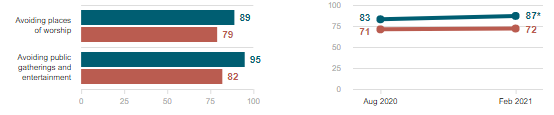 Avoiding places
of worship
89
79
Avoiding public
gatherings and
entertainment
95
82
0 25 50 75 100
100
75
50
25
0
83 87*
71 72
Aug 2020 Feb 2021